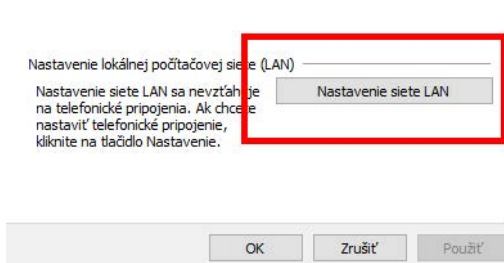 Nastavenie lokálnej počítačovej siete (LAN)
Nastavenie siete LAN sa nevzťahuje
na telefonické pripojenia. Ak chcete
nastaviť telefonické pripojenie,
kliknite na tlačidlo Nastavenie.
Nastavenie siete LAN
OK
Zrušiť
Použiť